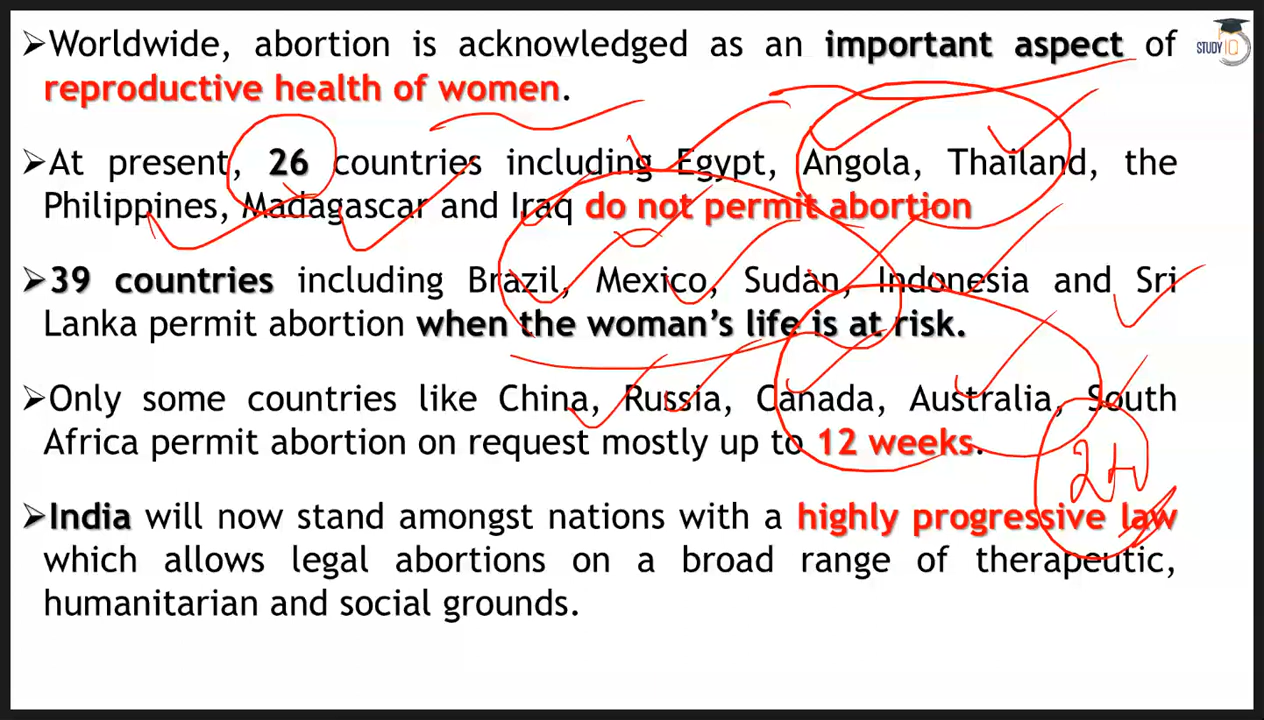 ➢Worldwide, abortion is acknowledged as an important aspect of
reproductive health of women.
STUDY IQ
➢At present, 26 countries including Egypt, Angola, Thailand, the
Philippines, Madagascar and Iraq do not permit abortion
➢39 countries including Brazil, Mexico, Sudan, Indonesia and Sri
Lanka permit abortion when the woman’s life is at risk.
➢Only some countries like China, Russia, Canada, Australia, South
Africa permit abortion on request mostly up to 12 weeks.
➢India will now stand amongst nations with a highly progressive law
which allows legal abortions on a broad range of therapeutic,
humanitarian and social grounds.